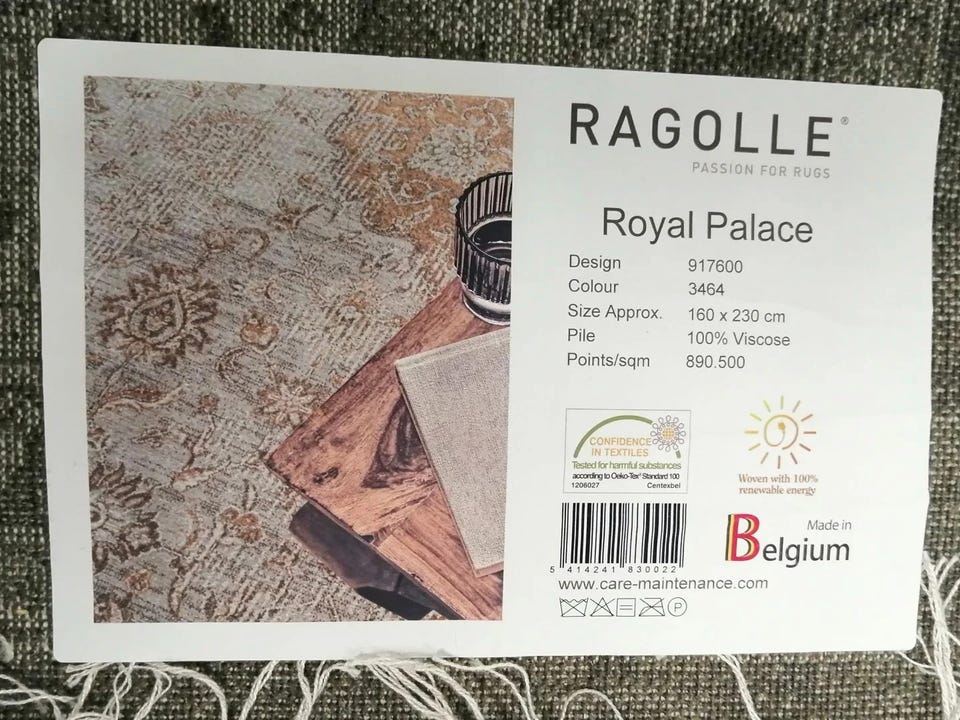 RAGOLLE®
PASSION FOR RUGS
Royal Palace
Design 917600
Colour 3464
Size Approx. 160 x 230 cm
Pile 100% Viscose
Points/sqm 890.500
CONFIDENCE
IN TEXTILES
Tested for harmful substances
according to Oeko-Tex® Standard 100
1206027 Centexbel
Woven with 100%
renewable energy
5 414241 830022
Made in
Belgium
www.care-maintenance.com
P